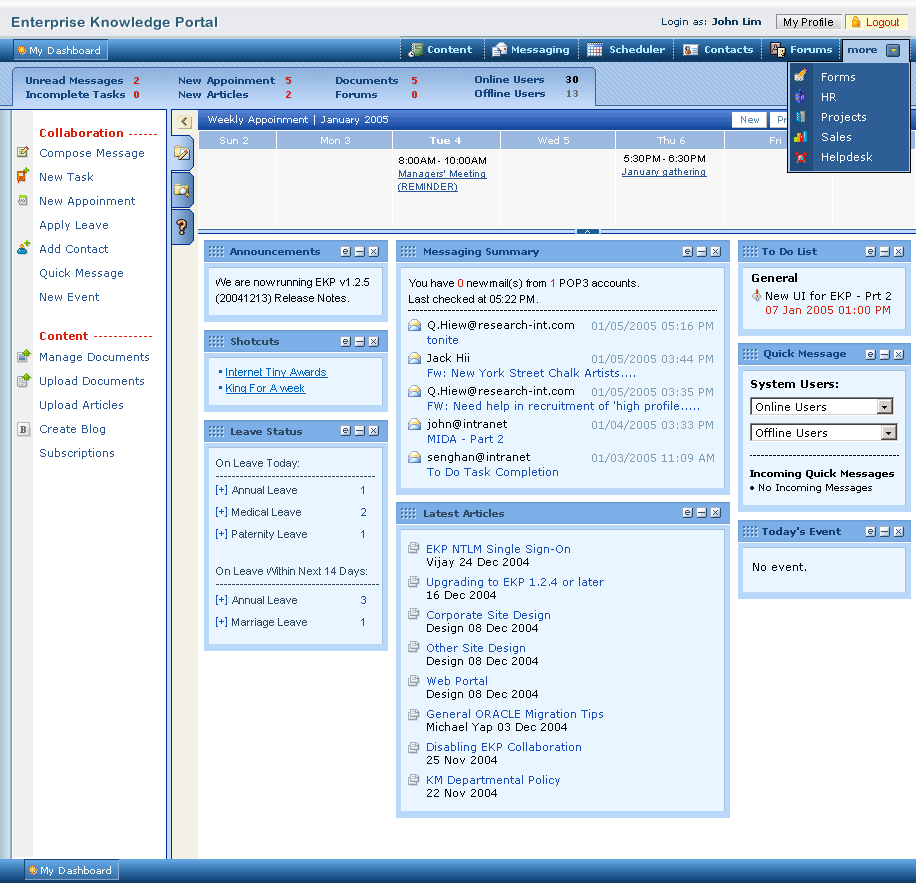 Enterprise Knowledge Portal
Login as: John Lim
My Profile
Logout
My Dashboard
Content
Messaging
Scheduler
Contacts
Forums
more
Forms
HR
Projects
Sales
Helpdesk
Unread Messages 2
Incomplete Tasks 0
New Appoinment 5
New Articles 2
Documents 5
Forums 0
Online Users 30
Offline Users 13
Collaboration
Compose Message
New Task
New Appoinment
Apply Leave
Add Contact
Quick Message
New Event
Content
Manage Documents
Upload Documents
Upload Articles
B Create Blog
Subscriptions
Weekly Appoinment | January 2005
New
Sun 2
Mon 3
Tue 4
Wed 5
Thu 6
Fri
8:00AM - 10:00AM
Managers' Meeting
(REMINDER)
5:30PM - 6:30PM
January gathering
Announcements
We are now running EKP v1.2.5
(20041213) Release Notes.
Shotcuts
• Internet Tiny Awards
• King For A week
Leave Status
On Leave Today:
[+] Annual Leave 1
[+] Medical Leave 2
[+] Paternity Leave 1
On Leave Within Next 14 Days:
[+] Annual Leave 3
[+] Marriage Leave 1
Messaging Summary
You have 0 new mail(s) from 1 POP3 accounts.
Last checked at 05:22 PM.
Q.Hiew@research-int.com 01/05/2005 05:16 PM
tonite
Jack Hii 01/05/2005 03:44 PM
Fw: New York Street Chalk Artists....
Q.Hiew@research-int.com 01/05/2005 03:35 PM
FW: Need help in recruitment of 'high profile.....
john@intranet 01/04/2005 03:33 PM
MIDA - Part 2
senghan@intranet 01/03/2005 11:09 AM
To Do Task Completion
Latest Articles
EKP NTLM Single Sign-On
Vijay 24 Dec 2004
Upgrading to EKP 1.2.4 or later
16 Dec 2004
Corporate Site Design
Design 08 Dec 2004
Other Site Design
Design 08 Dec 2004
Web Portal
Design 08 Dec 2004
General ORACLE Migration Tips
Michael Yap 03 Dec 2004
Disabling EKP Collaboration
25 Nov 2004
KM Departmental Policy
22 Nov 2004
To Do List
General
New UI for EKP - Prt 2
07 Jan 2005 01:00 PM
Quick Message
System Users:
Online Users
Offline Users
Incoming Quick Messages
• No Incoming Messages
Today's Event
No event.
My Dashboard